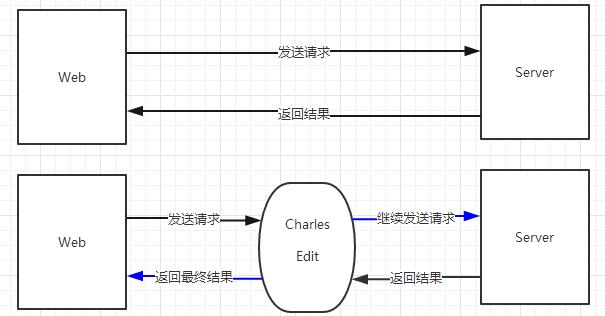 Web
发送请求
Server
返回结果
Web
发送请求
Charles
Edit
继续发送请求
Server
返回最终结果
返回结果